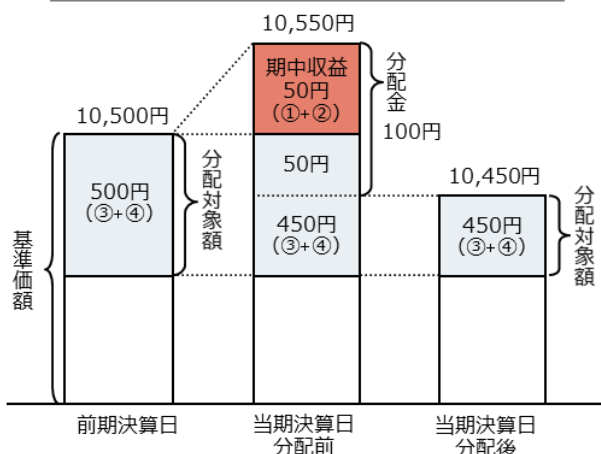 10,550円
期中収益
50円
(①+②)
分配金
100円
10,500円
500円
(③+④)
分配対象額
50円
450円
(③+④)
10,450円
450円
(③+④)
分配対象額
基準価額
前期決算日
当期決算日
分配前
当期決算日
分配後